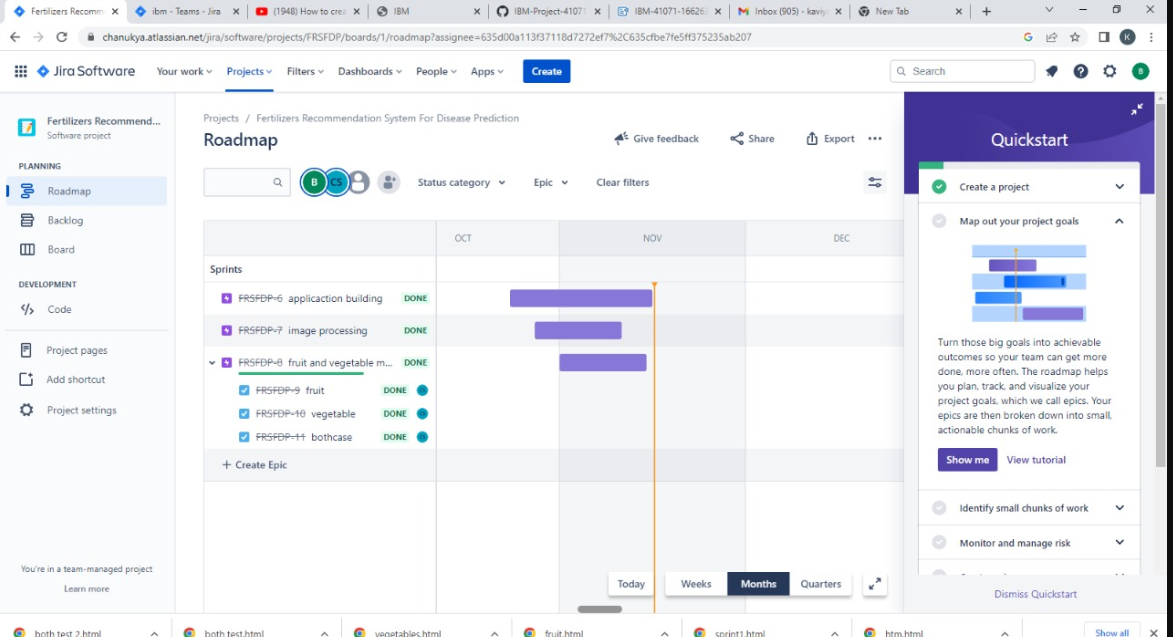 Fertilizers Recomm
ibm - Teams - Jira
(1948) How to crea
IBM
IBM-Project-41071
IBM-41071-16626
Inbox (905) - kaviy
New Tab
chanukya.atlassian.net/jira/software/projects/FRSFDP/boards/1/roadmap?assignee=635d00a113f37118d7272ef7%2C635cfbe7fe5ff375235ab207
K
Jira Software
Your work
Projects
Filters
Dashboards
People
Apps
Create
Search
B
Fertilizers Recommend...
Software project
PLANNING
Roadmap
Backlog
Board
DEVELOPMENT
Code
Project pages
Add shortcut
Project settings
You're in a team-managed project
Learn more
Projects / Fertilizers Recommendation System For Disease Prediction
Roadmap
Give feedback
Share
Export
B
CS
Status category
Epic
Clear filters
OCT
NOV
DEC
Sprints
FRSFDP-6 applicaction building DONE
FRSFDP-7 image processing DONE
FRSFDP-8 fruit and vegetable m... DONE
FRSFDP-9 fruit DONE
FRSFDP-10 vegetable DONE
FRSFDP-11 bothcase DONE
+ Create Epic
Today
Weeks
Months
Quarters
Quickstart
Create a project
Map out your project goals
Turn those big goals into achievable
outcomes so your team can get more
done, more often. The roadmap helps
you plan, track, and visualize your
project goals, which we call epics. Your
epics are then broken down into small,
actionable chunks of work.
Show me
View tutorial
Identify small chunks of work
Monitor and manage risk
Dismiss Quickstart
both test 2.html
both test.html
vegetables.html
fruit.html
sprint1.html
htm.html
Show all